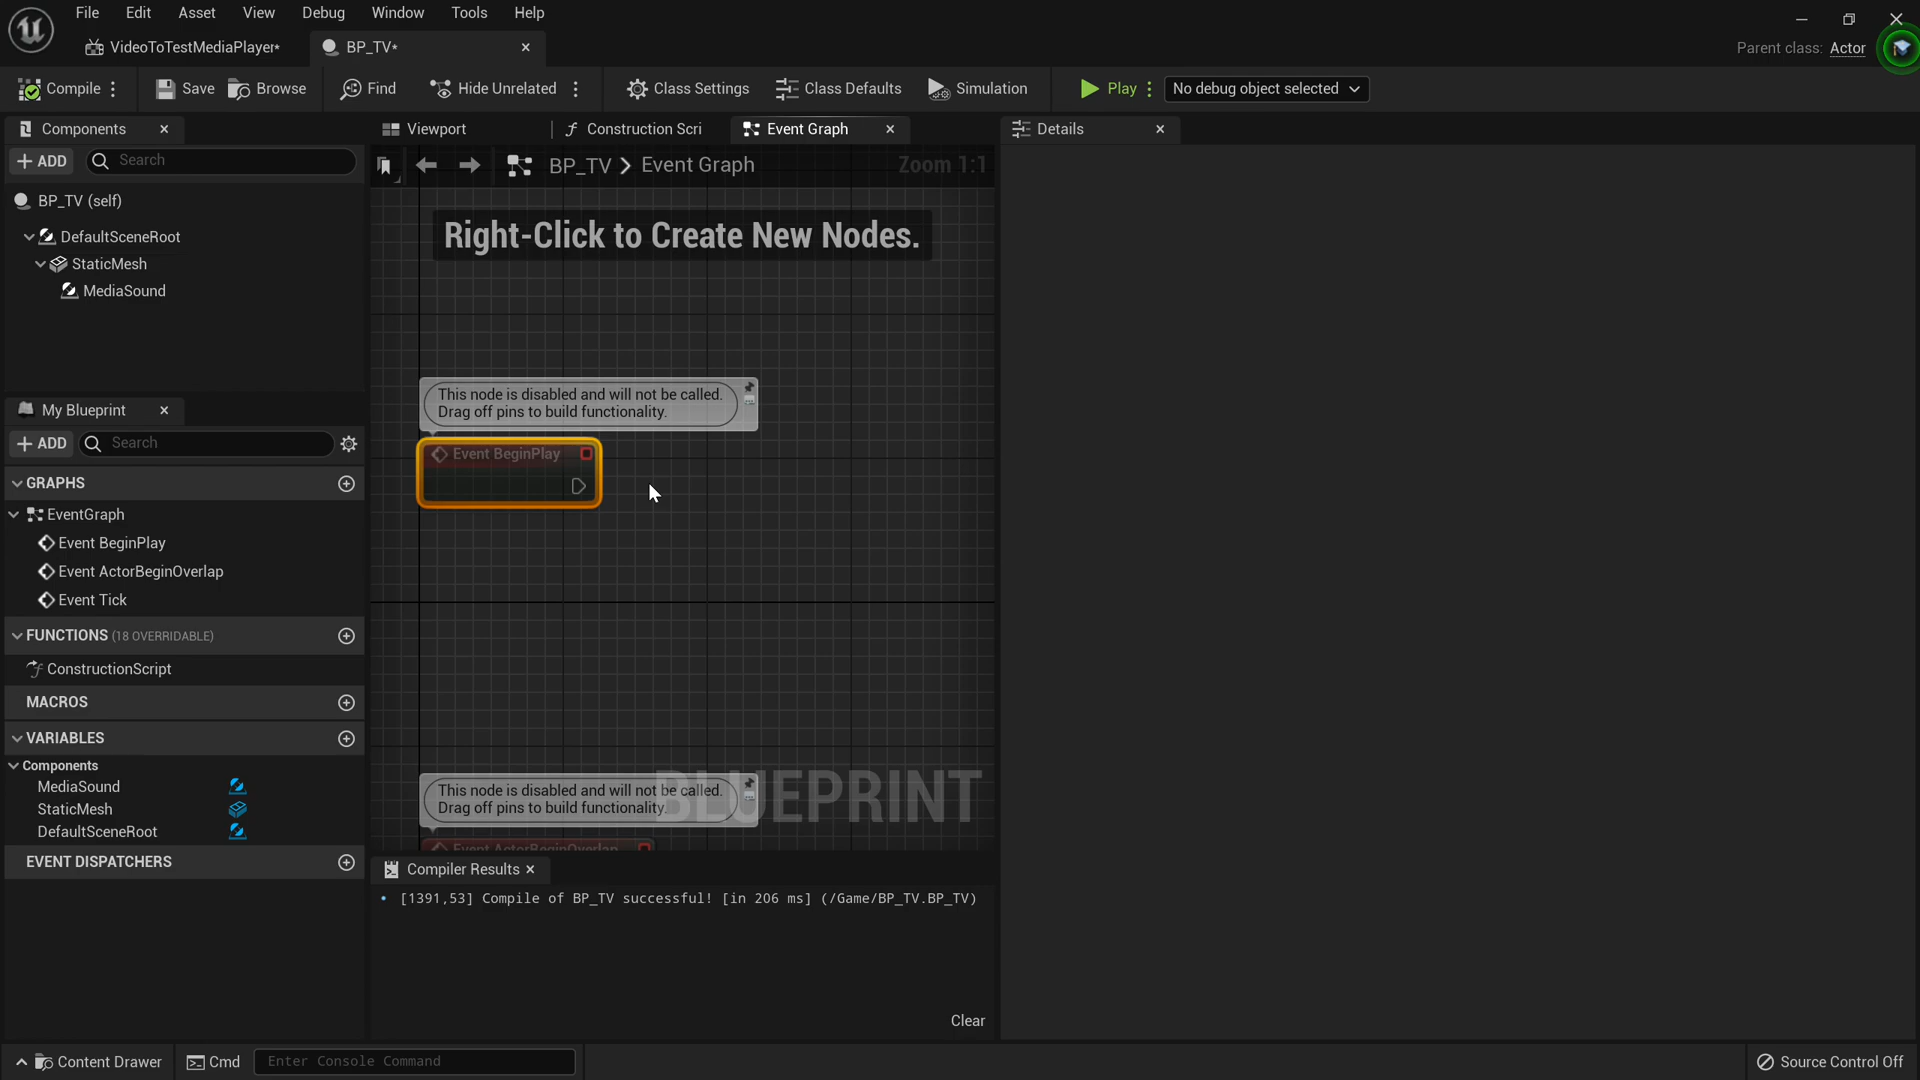 File Edit Asset View Debug Window Tools Help
VideoToTestMediaPlayer* BP_TV* Parent class: Actor
Compile Save Browse Find Hide Unrelated Class Settings Class Defaults Simulation Play No debug object selected
Components Viewport Construction Scri Event Graph Details
ADD Search
BP_TV > Event Graph Zoom 1:1
BP_TV (self)
DefaultSceneRoot
StaticMesh
MediaSound
Right-Click to Create New Nodes.
This node is disabled and will not be called.
Drag off pins to build functionality.
Event BeginPlay
My Blueprint
ADD Search
GRAPHS
EventGraph
Event BeginPlay
Event ActorBeginOverlap
Event Tick
FUNCTIONS (18 OVERRIDABLE)
ConstructionScript
MACROS
VARIABLES
Components
MediaSound
StaticMesh
DefaultSceneRoot
EVENT DISPATCHERS
This node is disabled and will not be called.
Drag off pins to build functionality.
BLUEPRINT
Event ActorBeginOverlap
Compiler Results
[1391,53] Compile of BP_TV successful! [in 206 ms] (/Game/BP_TV.BP_TV)
Clear
Content Drawer Cmd Enter Console Command Source Control Off